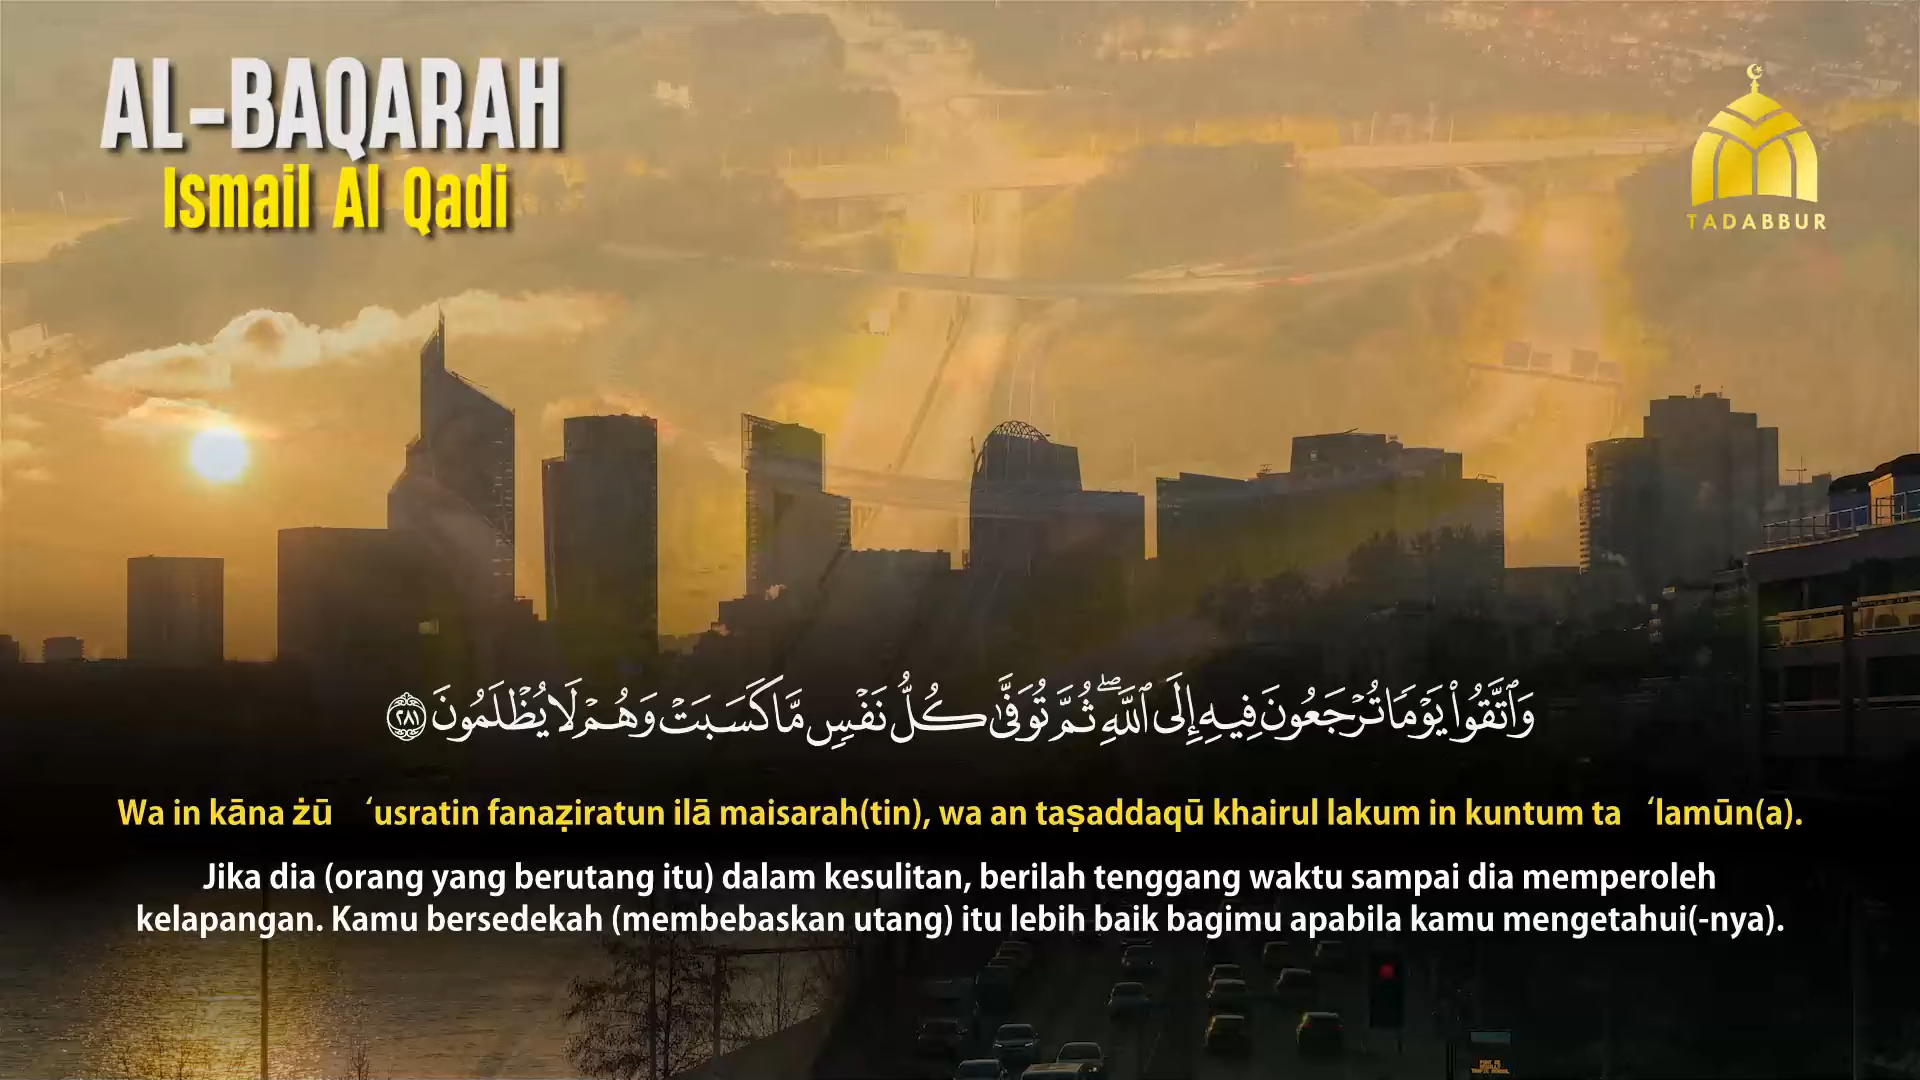 AL-BAQARAH
Ismail Al Qadi
TADABBUR
وَٱتَّقُوا۟ يَوْمًا تُرْجَعُونَ فِيهِ إِلَى ٱللَّهِ ۖ ثُمَّ تُوَفَّىٰ كُلُّ نَفْسٍ مَّا كَسَبَتْ وَهُمْ لَا يُظْلَمُونَ ٢٨١
Wa in kāna żū ‘usratin fanaẓiratun ilā maisarah(tin), wa an taṣaddaqū khairul lakum in kuntum ta ‘lamūn(a).
Jika dia (orang yang berutang itu) dalam kesulitan, berilah tenggang waktu sampai dia memperoleh
kelapangan. Kamu bersedekah (membebaskan utang) itu lebih baik bagimu apabila kamu mengetahui(-nya).